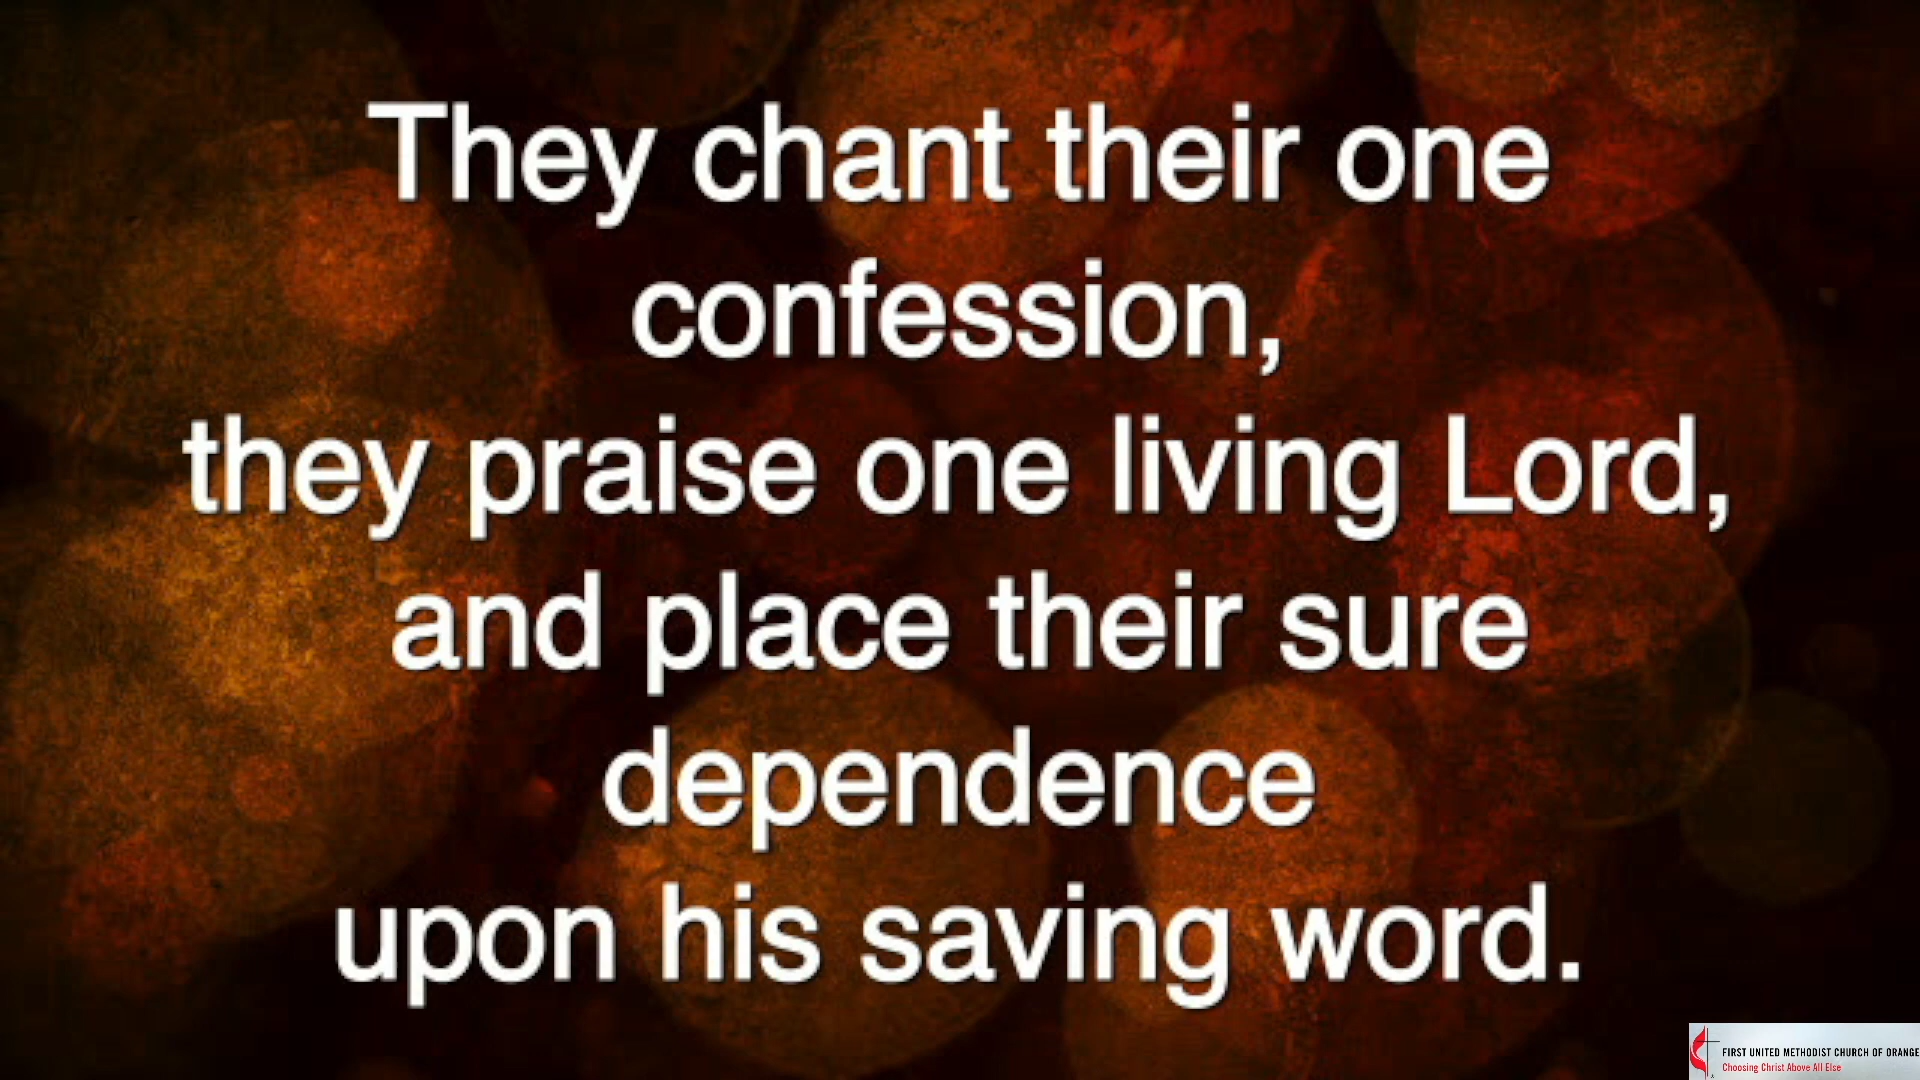 They chant their one
confession,
they praise one living Lord,
and place their sure
dependence
upon his saving word.
FIRST UNITED METHODIST CHURCH OF ORANGE
Choosing Christ Above All Else